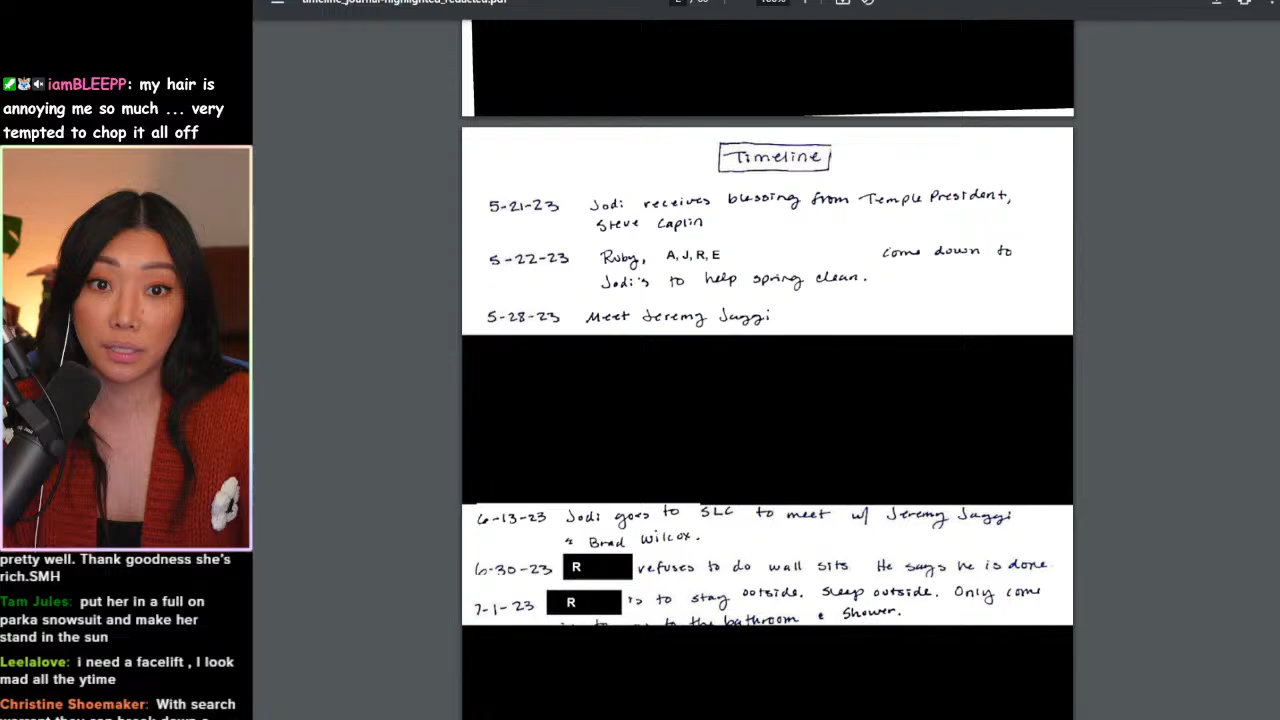 timeline_journal-highlighted_redacted.pdf
iamBLEEPP: my hair is
annoying me so much ... very
tempted to chop it all off
pretty well. Thank goodness she's
rich.SMH
Tam Jules: put her in a full on
parka snowsuit and make her
stand in the sun
Leelalove: i need a facelift , I look
mad all the ytime
Christine Shoemaker: With search
Timeline
5-21-23 Jodi receives blessing from Temple President,
Steve Caplin
5-22-23 Ruby, A, J, R, E come down to
Jodi's to help spring clean.
5-28-23 Meet Jeremy Jaggi
6-13-23 Jodi goes to SLC to meet w/ Jeremy Jaggi
& Brad Wilcox.
6-30-23 R refuses to do wall sits. He says he is done.
7-1-23 R is to stay outside. Sleep outside. Only come
to the bathroom & shower.